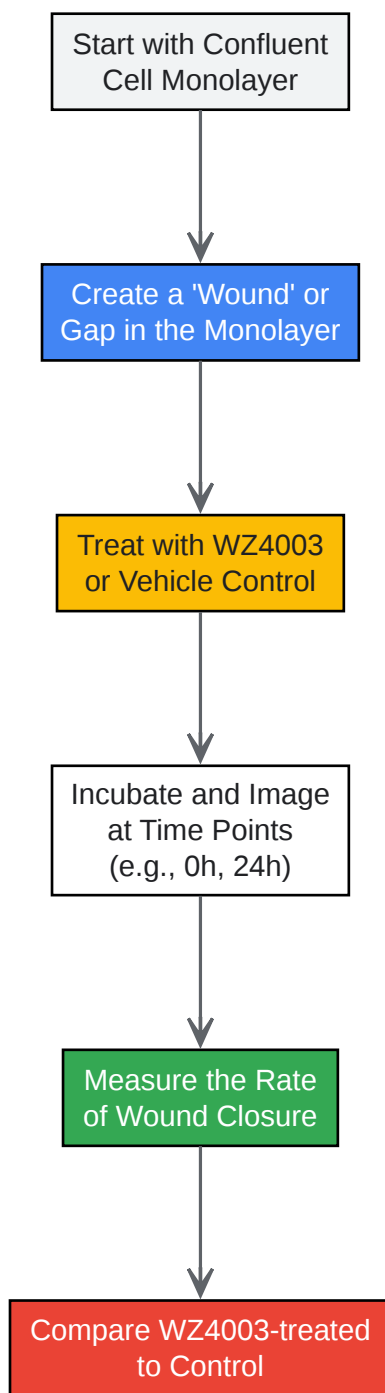 Start with Confluent
Cell Monolayer
Create a 'Wound' or
Gap in the Monolayer
Treat with WZ4003
or Vehicle Control
Incubate and Image
at Time Points
(e.g., 0h, 24h)
Measure the Rate
of Wound Closure
Compare WZ4003-treated
to Control